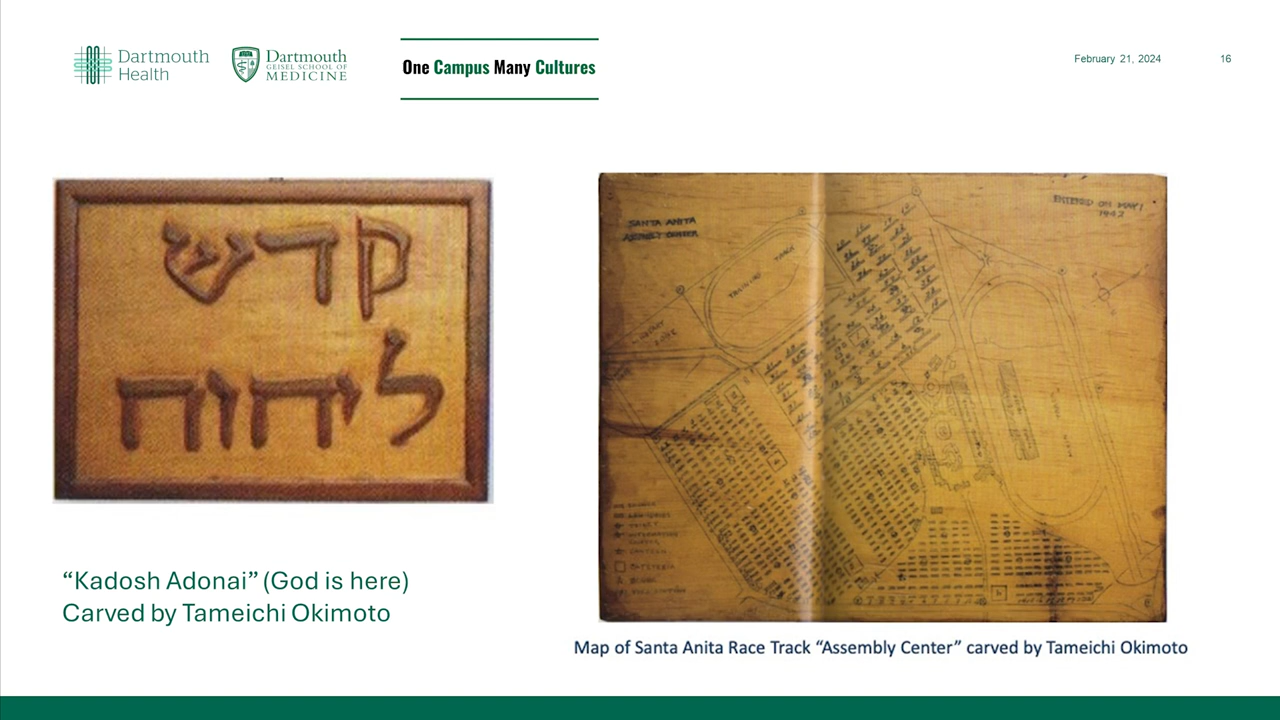 Dartmouth
Health
Dartmouth
GEISEL SCHOOL OF
MEDICINE
One Campus Many Cultures
February 21, 2024
16
קדש
ליהוה
SANTA ANITA
CENTER
ENTERED ON MAY 1
1942
TRAINING TRACK
“Kadosh Adonai” (God is here)
Carved by Tameichi Okimoto
Map of Santa Anita Race Track “Assembly Center” carved by Tameichi Okimoto